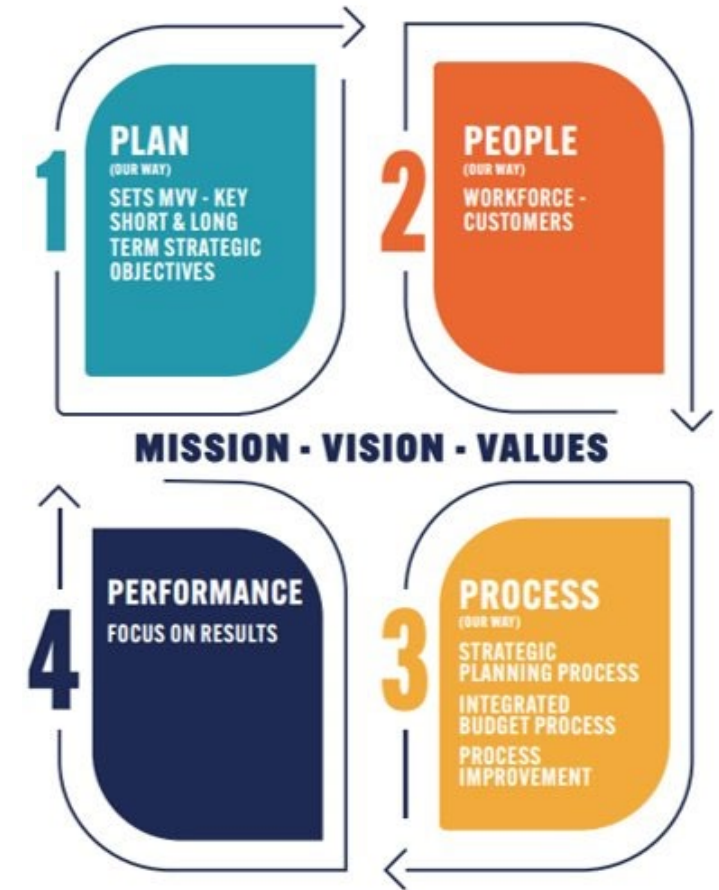 1
PLAN
(OUR WAY)
SETS MVV - KEY
SHORT & LONG
TERM STRATEGIC
OBJECTIVES
2
PEOPLE
(OUR WAY)
WORKFORCE -
CUSTOMERS
MISSION - VISION - VALUES
3
PROCESS
(OUR WAY)
STRATEGIC
PLANNING PROCESS
INTEGRATED
BUDGET PROCESS
PROCESS
IMPROVEMENT
4
PERFORMANCE
FOCUS ON RESULTS